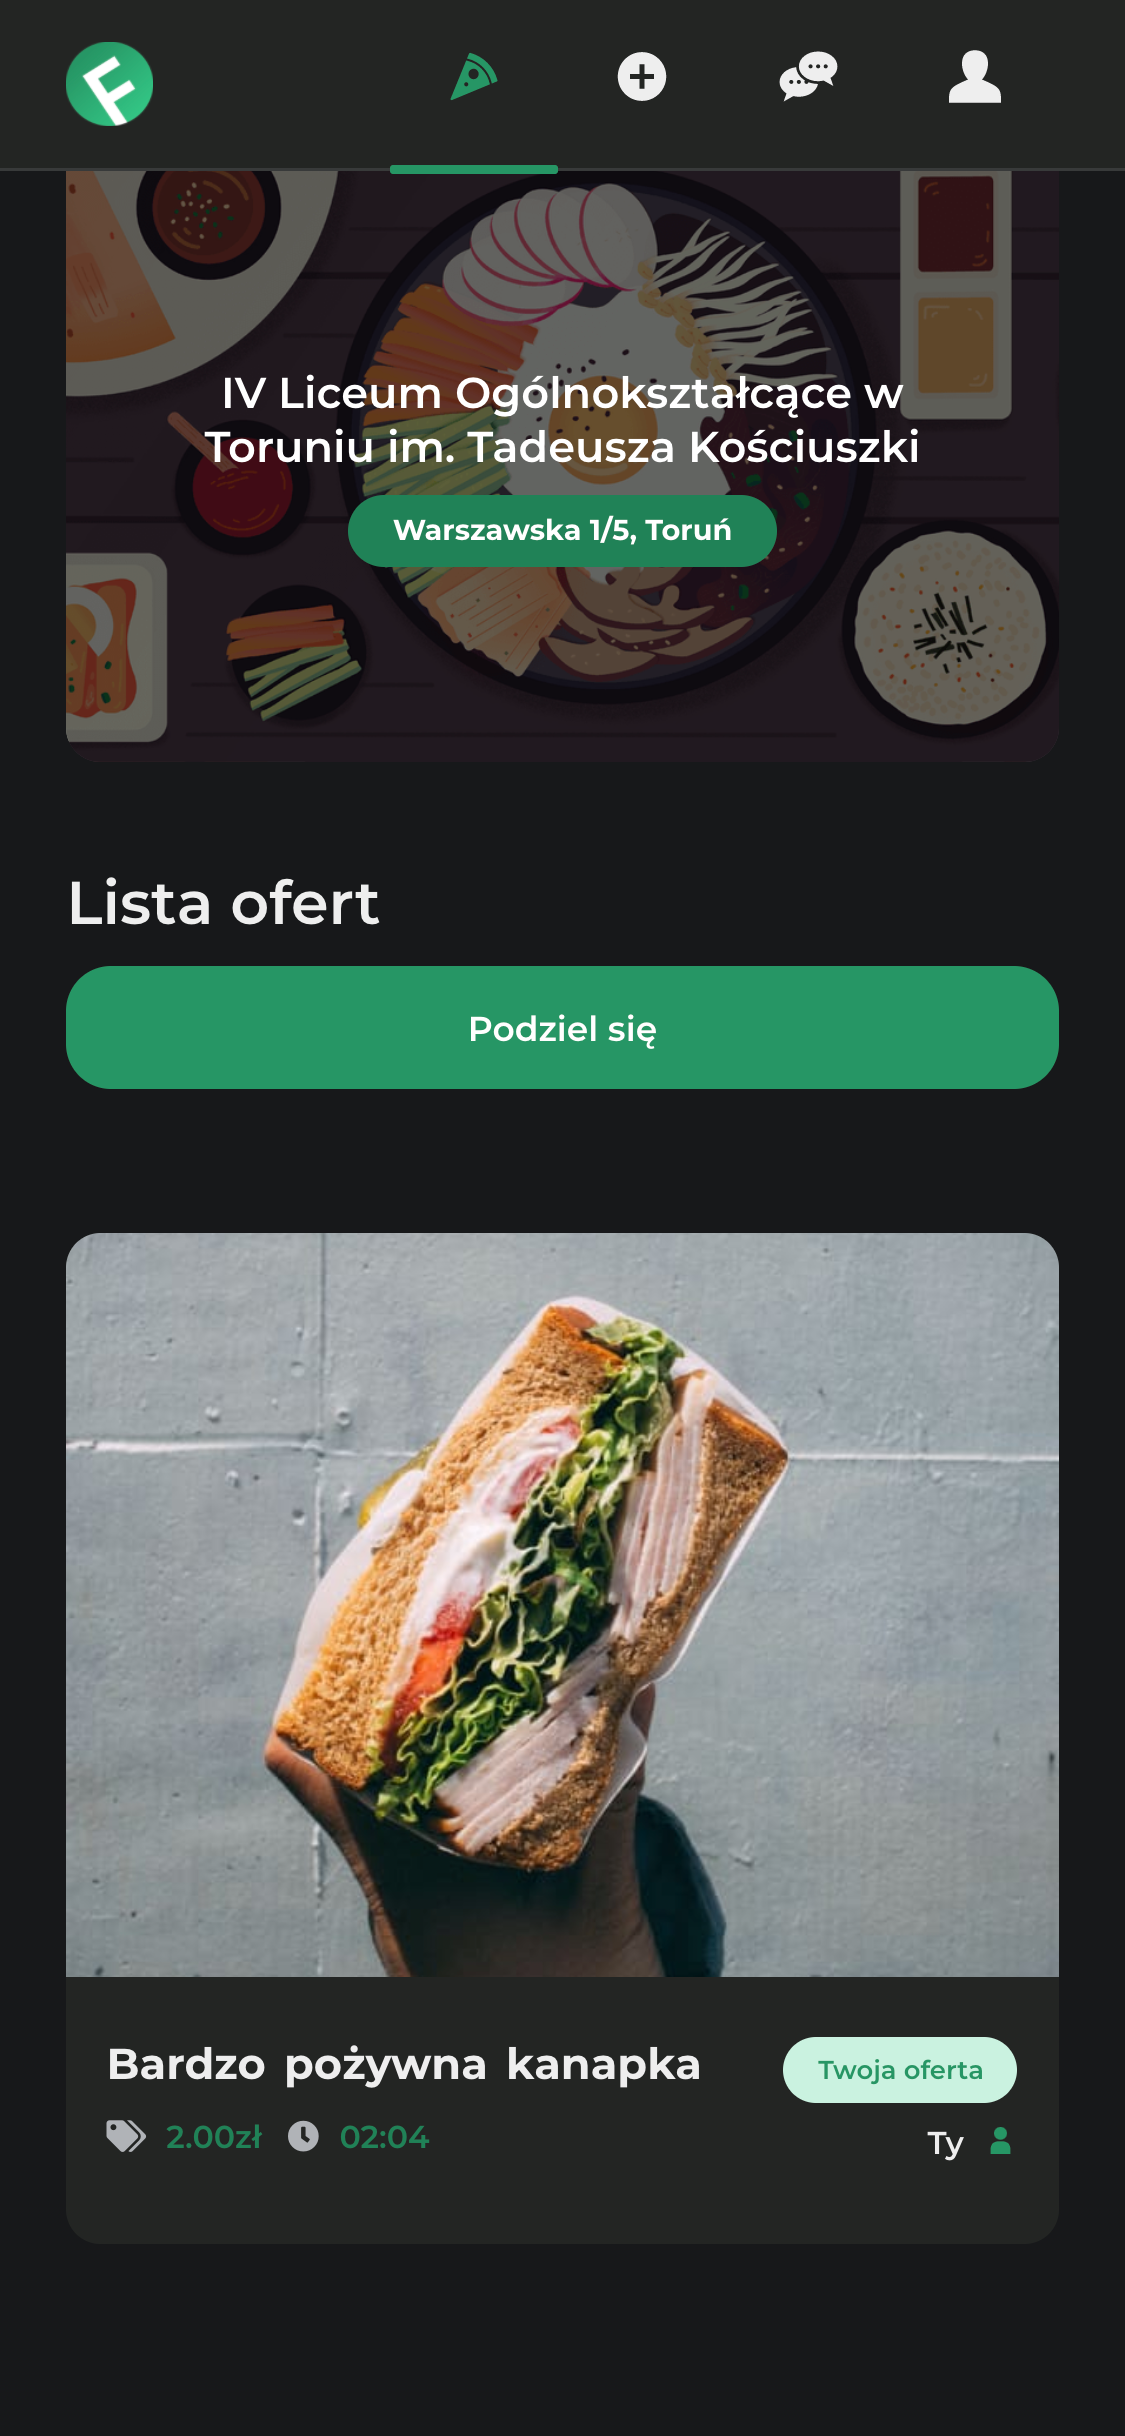 F
IV Liceum Ogólnokształcące w
Toruniu im. Tadeusza Kościuszki
Warszawska 1/5, Toruń
Lista ofert
Podziel się
Bardzo pożywna kanapka
Twoja oferta
2.00zł 02:04
Ty